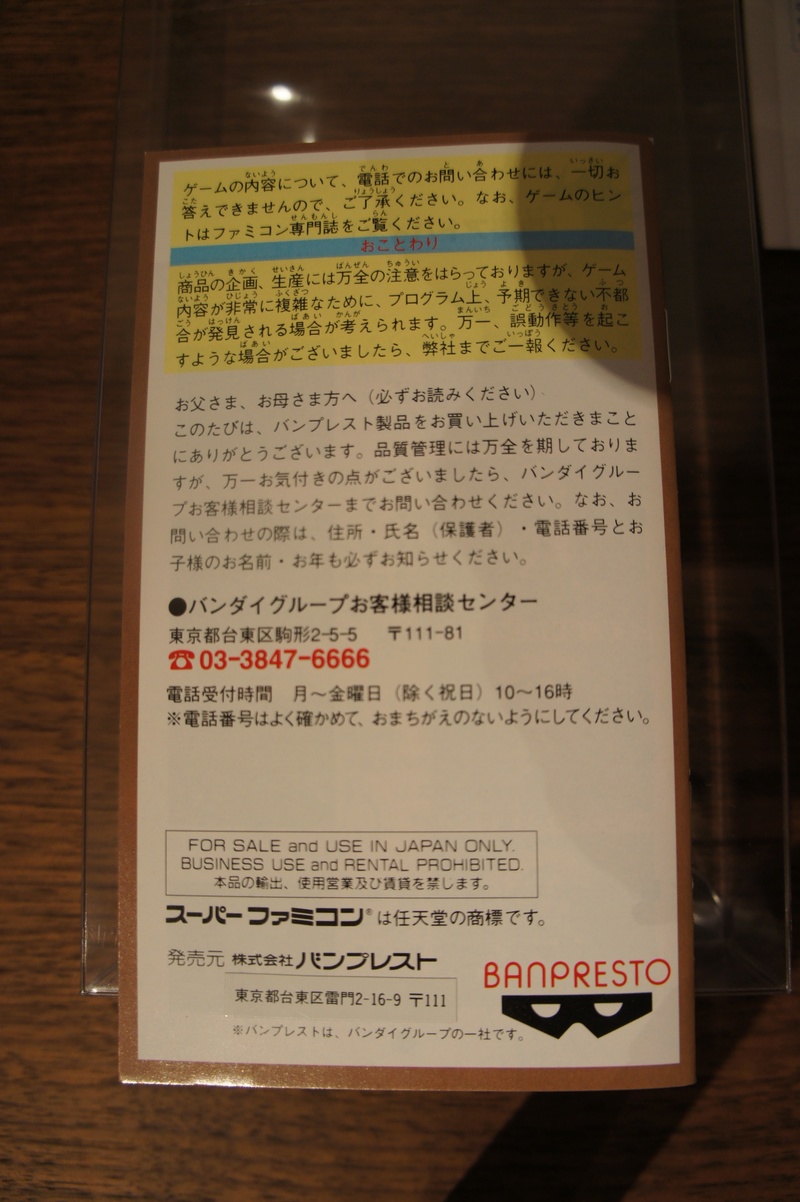 ゲームの内容について、電話でのお問い合わせには、一切お
答えできませんので、ご了承ください。なお、ゲームのヒン
トはファミコン専門誌をご覧ください。
おことわり
商品の企画、生産には万全の注意をはらっておりますが、ゲーム
内容が非常に複雑なために、プログラム上、予期できない不都
合が発見される場合が考えられます。万一、誤動作等を起こ
すような場合がございましたら、弊社までご一報ください。
お父さま、お母さま方へ（必ずお読みください）
このたびは、バンプレスト製品をお買い上げいただきまこと
にありがとうございます。品質管理には万全を期しておりま
すが、万一お気付きの点がございましたら、バンダイグルー
プお客様相談センターまでお問い合わせください。なお、お
問い合わせの際は、住所・氏名（保護者）・電話番号とお
子様のお名前・お年も必ずお知らせください。
●バンダイグループお客様相談センター
東京都台東区駒形2-5-5 〒111-81
☎03-3847-6666
電話受付時間 月～金曜日（除く祝日）10～16時
※電話番号はよく確かめて、おまちがえのないようにしてください。
FOR SALE and USE IN JAPAN ONLY.
BUSINESS USE and RENTAL PROHIBITED.
本品の輸出、使用営業及び賃貸を禁じます。
スーパーファミコン®は任天堂の商標です。
発売元 株式会社バンプレスト
BANPRESTO
東京都台東区雷門2-16-9 〒111
※バンプレストは、バンダイグループの一社です。